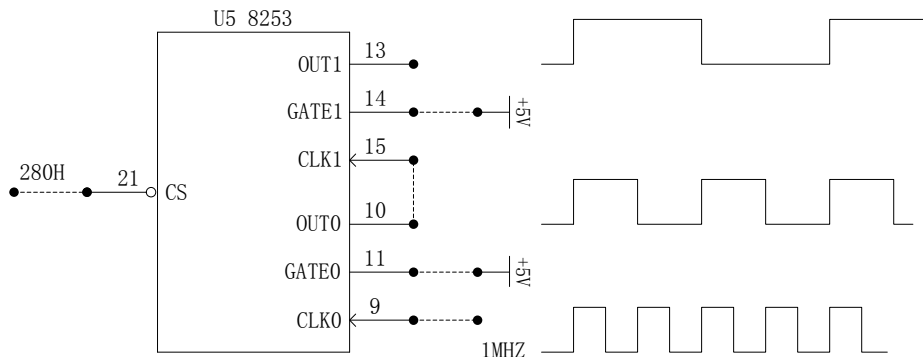 U5 8253
OUT1
13
GATE1
14
+5V
CLK1
15
280H
21
CS
OUT0
10
GATE0
11
+5V
CLK0
9
1MHZ